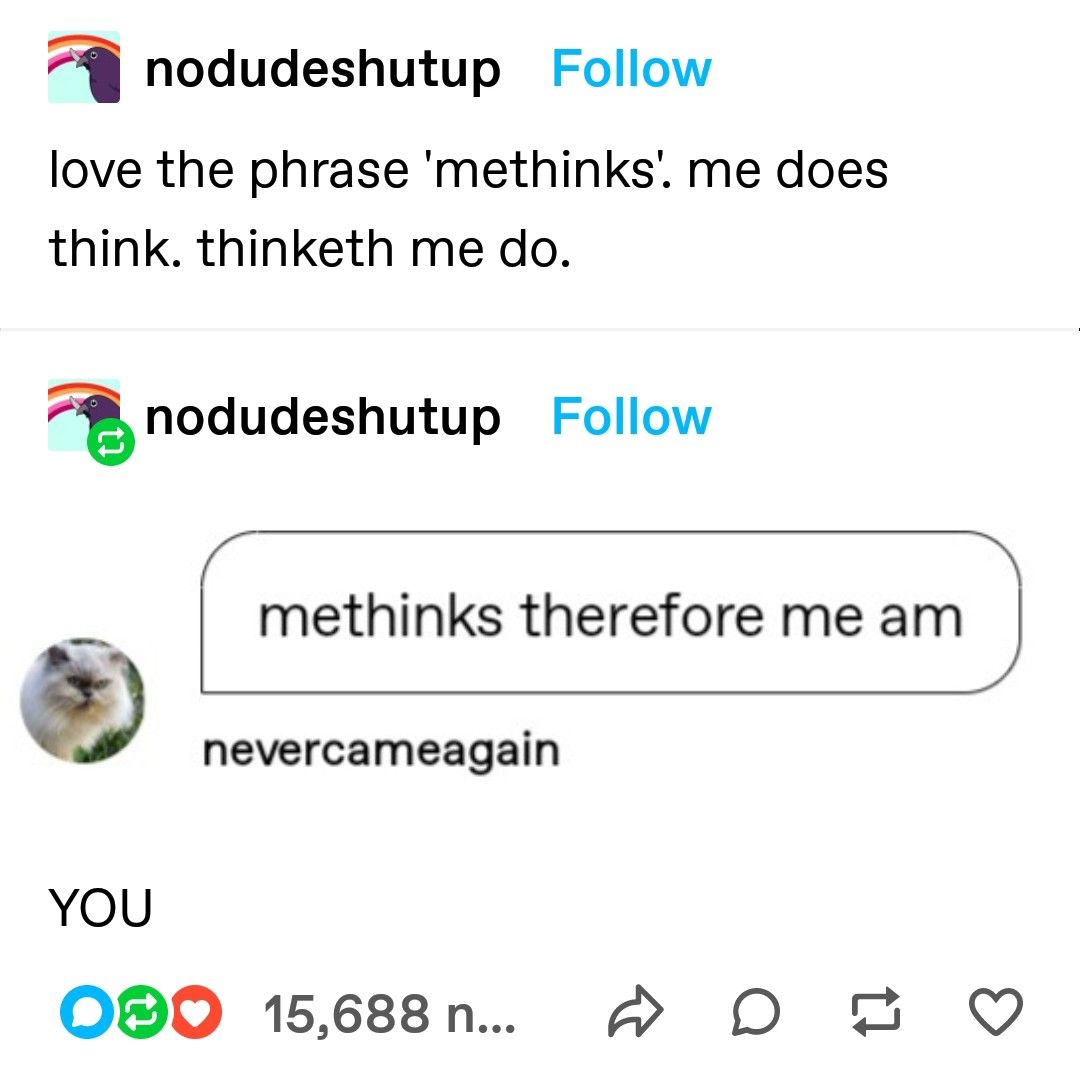 nodudeshutup Follow
love the phrase 'methinks'. me does
think. thinketh me do.
nodudeshutup Follow
methinks therefore me am
nevercameagain
YOU
15,688 n...